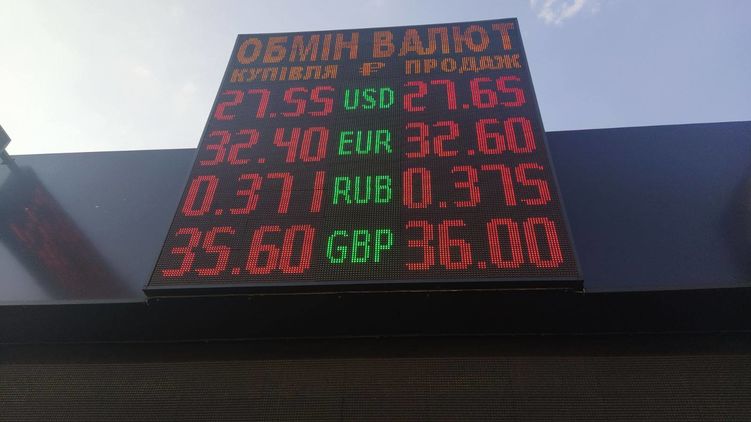 ОБМІН ВАЛЮТ
КУПІВЛЯ ₽ ПРОДАЖ
27.55 USD 27.65
32.40 EUR 32.60
0.371 RUB 0.375
35.60 GBP 36.00